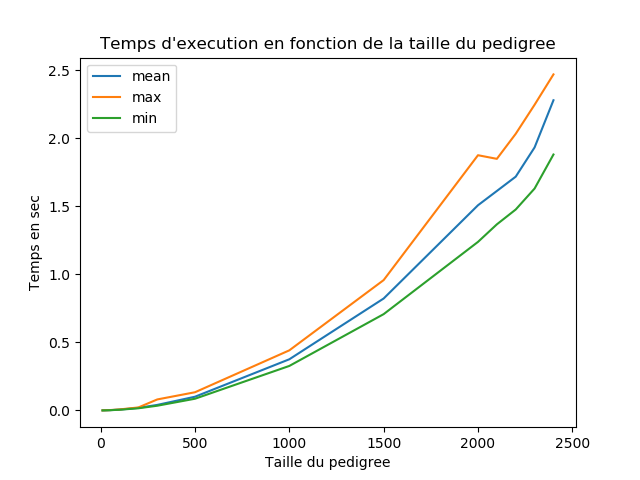 Temps d'execution en fonction de la taille du pedigree
mean
max
min
Temps en sec
2.5
2.0
1.5
1.0
0.5
0.0
0 500 1000 1500 2000 2500
Taille du pedigree